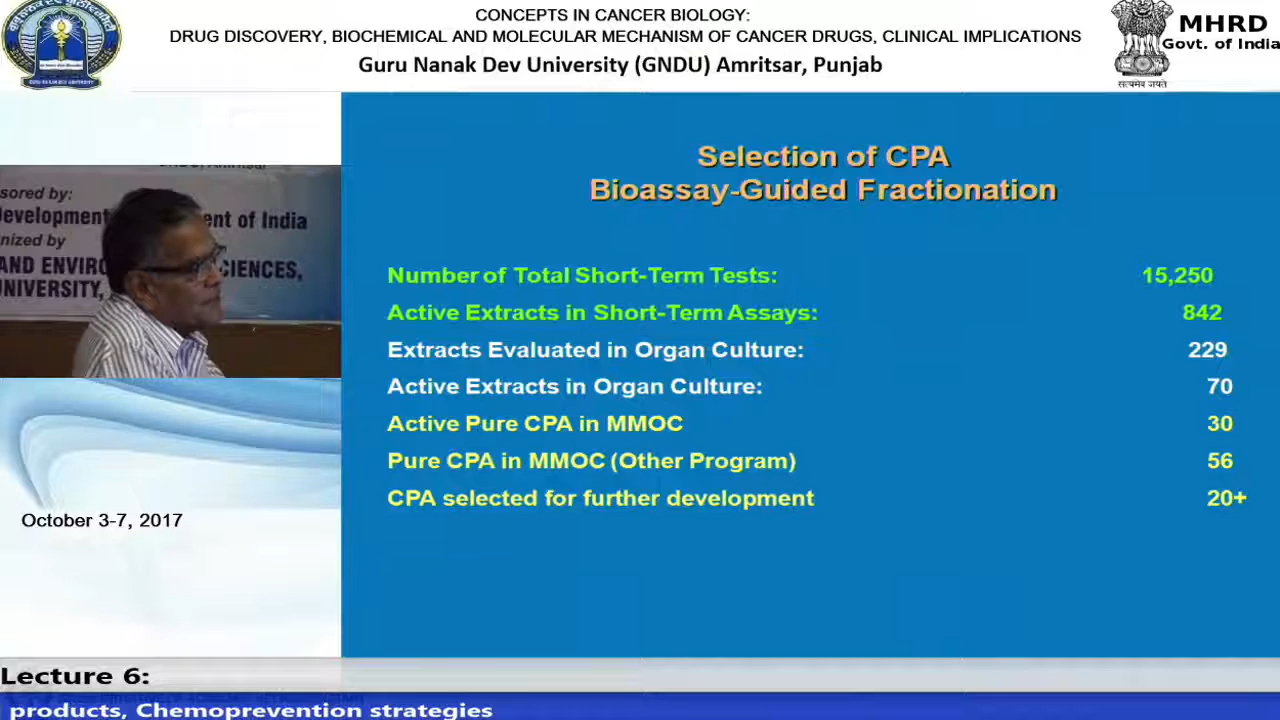 CONCEPTS IN CANCER BIOLOGY:
DRUG DISCOVERY, BIOCHEMICAL AND MOLECULAR MECHANISM OF CANCER DRUGS, CLINICAL IMPLICATIONS
Guru Nanak Dev University (GNDU) Amritsar, Punjab
MHRD
Govt. of India
सत्यमेव जयते
Selection of CPA
Bioassay-Guided Fractionation
sored by:
Development ent of India
nized by
AND ENVIRO SCIENCES,
UNIVERSITY,
Number of Total Short-Term Tests: 15,250
Active Extracts in Short-Term Assays: 842
Extracts Evaluated in Organ Culture: 229
Active Extracts in Organ Culture: 70
Active Pure CPA in MMOC 30
Pure CPA in MMOC (Other Program) 56
CPA selected for further development 20+
October 3-7, 2017
Lecture 6:
products, Chemoprevention strategies